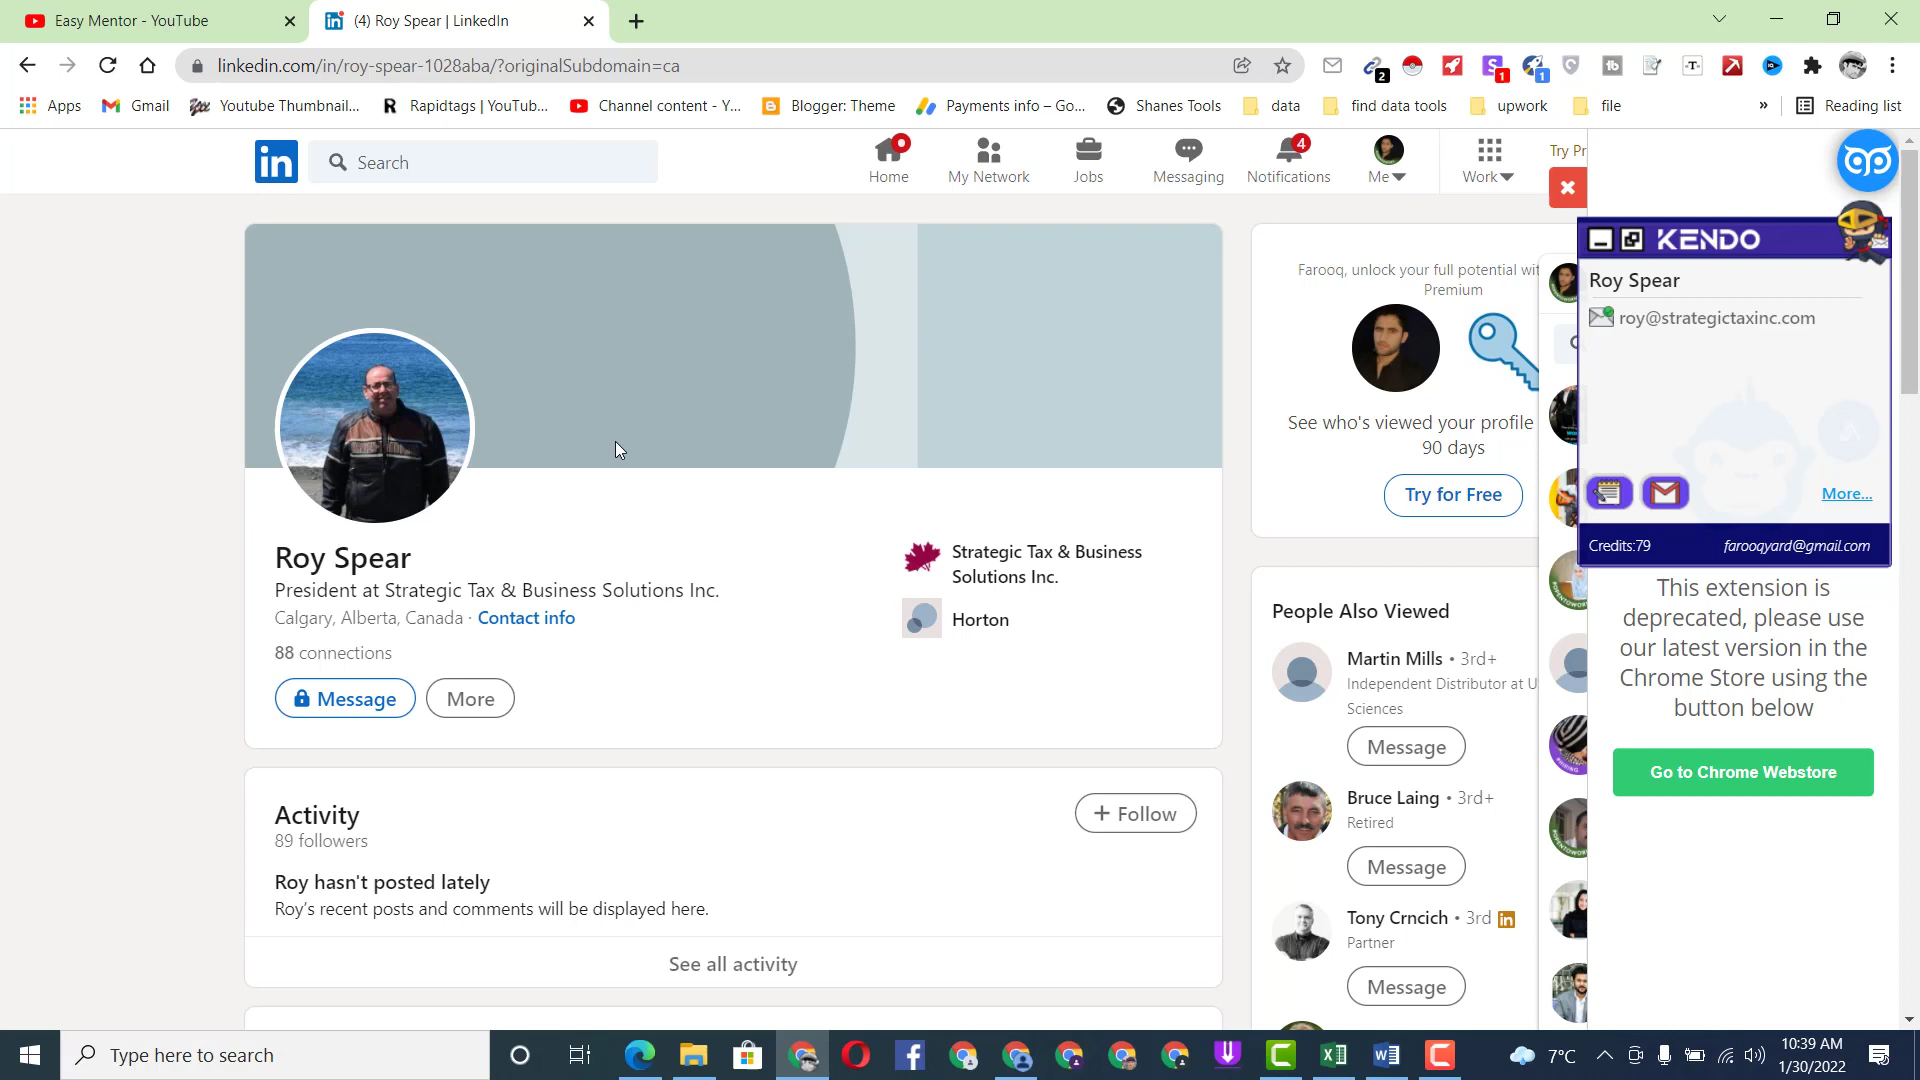 Easy Mentor - YouTube
(4) Roy Spear | LinkedIn
linkedin.com/in/roy-spear-1028aba/?originalSubdomain=ca
2
1
1
Apps
Gmail
Youtube Thumbnail...
Rapidtags | YouTub...
Channel content - Y...
Blogger: Theme
Payments info – Go...
Shanes Tools
data
find data tools
upwork
file
»
Reading list
in
Search
Home
My Network
Jobs
Messaging
4
Notifications
Me
Work
Try Pr
KENDO
Roy Spear
roy@strategictaxinc.com
More...
Credits:79
farooqyard@gmail.com
This extension is
deprecated, please use
our latest version in the
Chrome Store using the
button below
Go to Chrome Webstore
Farooq, unlock your full potential wit
Premium
See who's viewed your profile
90 days
Try for Free
Roy Spear
President at Strategic Tax & Business Solutions Inc.
Calgary, Alberta, Canada · Contact info
88 connections
Message
More
Strategic Tax & Business
Solutions Inc.
Horton
Activity
89 followers
Follow
Roy hasn't posted lately
Roy's recent posts and comments will be displayed here.
See all activity
People Also Viewed
Martin Mills • 3rd+
Independent Distributor at U
Sciences
Message
Bruce Laing • 3rd+
Retired
Message
Tony Crncich • 3rd in
Partner
Message
Type here to search
7°C
10:39 AM
1/30/2022